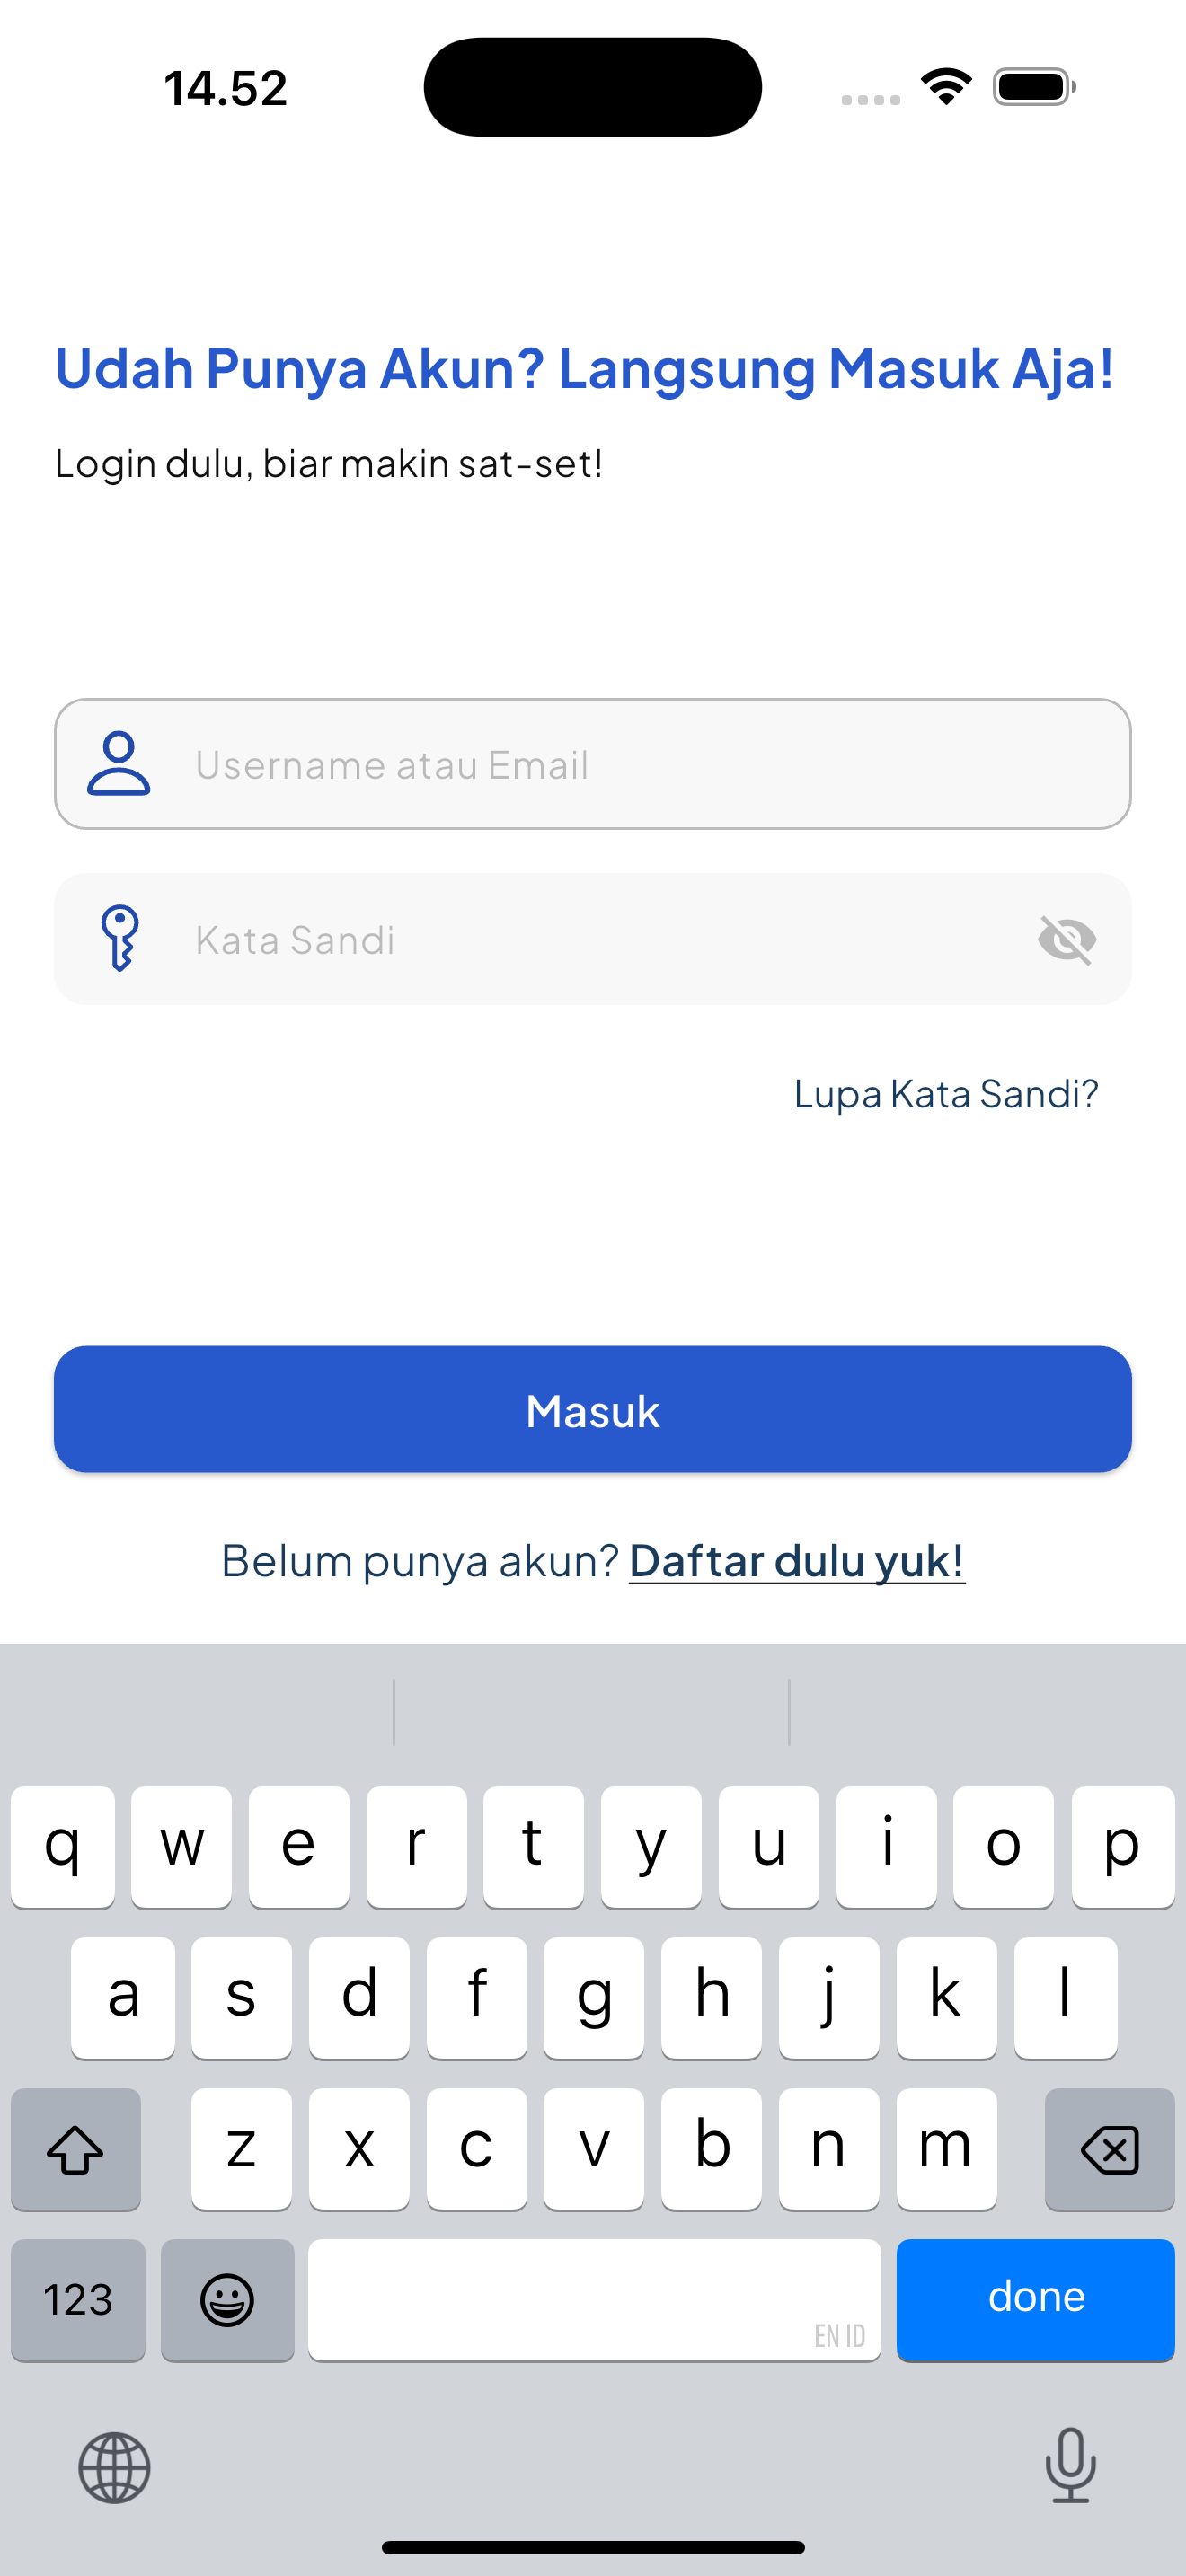 14.52
Udah Punya Akun? Langsung Masuk Aja!
Login dulu, biar makin sat-set!
Username atau Email
Kata Sandi
Lupa Kata Sandi?
Masuk
Belum punya akun? Daftar dulu yuk!
q w e r t y u i o p
a s d f g h j k l
z x c v b n m
123
EN ID
done